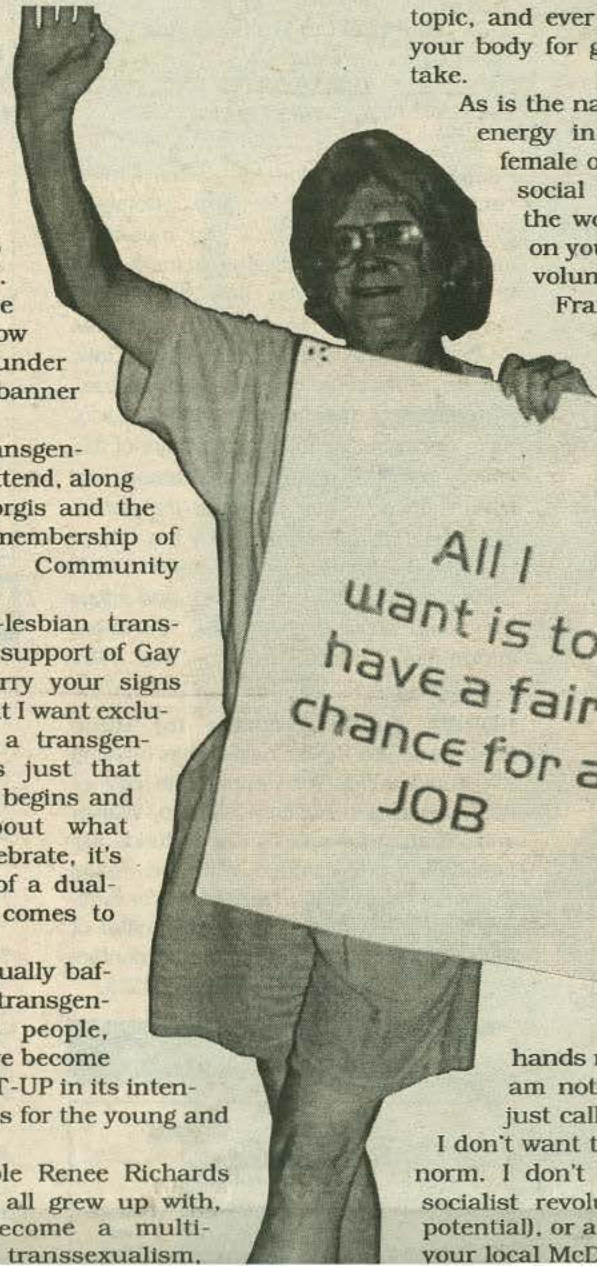 ow
under
banner
ansgen-
ttend, along
orgis and the
membership of
Community
-lesbian trans-
support of Gay
rry your signs
t I want exclu-
a transgen-
s just that
begins and
out what
ebrate, it's
of a dual-
comes to
ually baf-
transgen-
people,
e become
T-UP in its inten-
s for the young and
ple Renee Richards
all grew up with,
ecome a multi-
transsexualism,
All I
want is to
have a fair
chance for a
JOB
topic, and ever
your body for g
take.
As is the na
energy in
female o
social
the wo
on you
volun
Fra
hands
am not
just call
I don't want t
norm. I don't
socialist revolu
potential), or a
your local McD